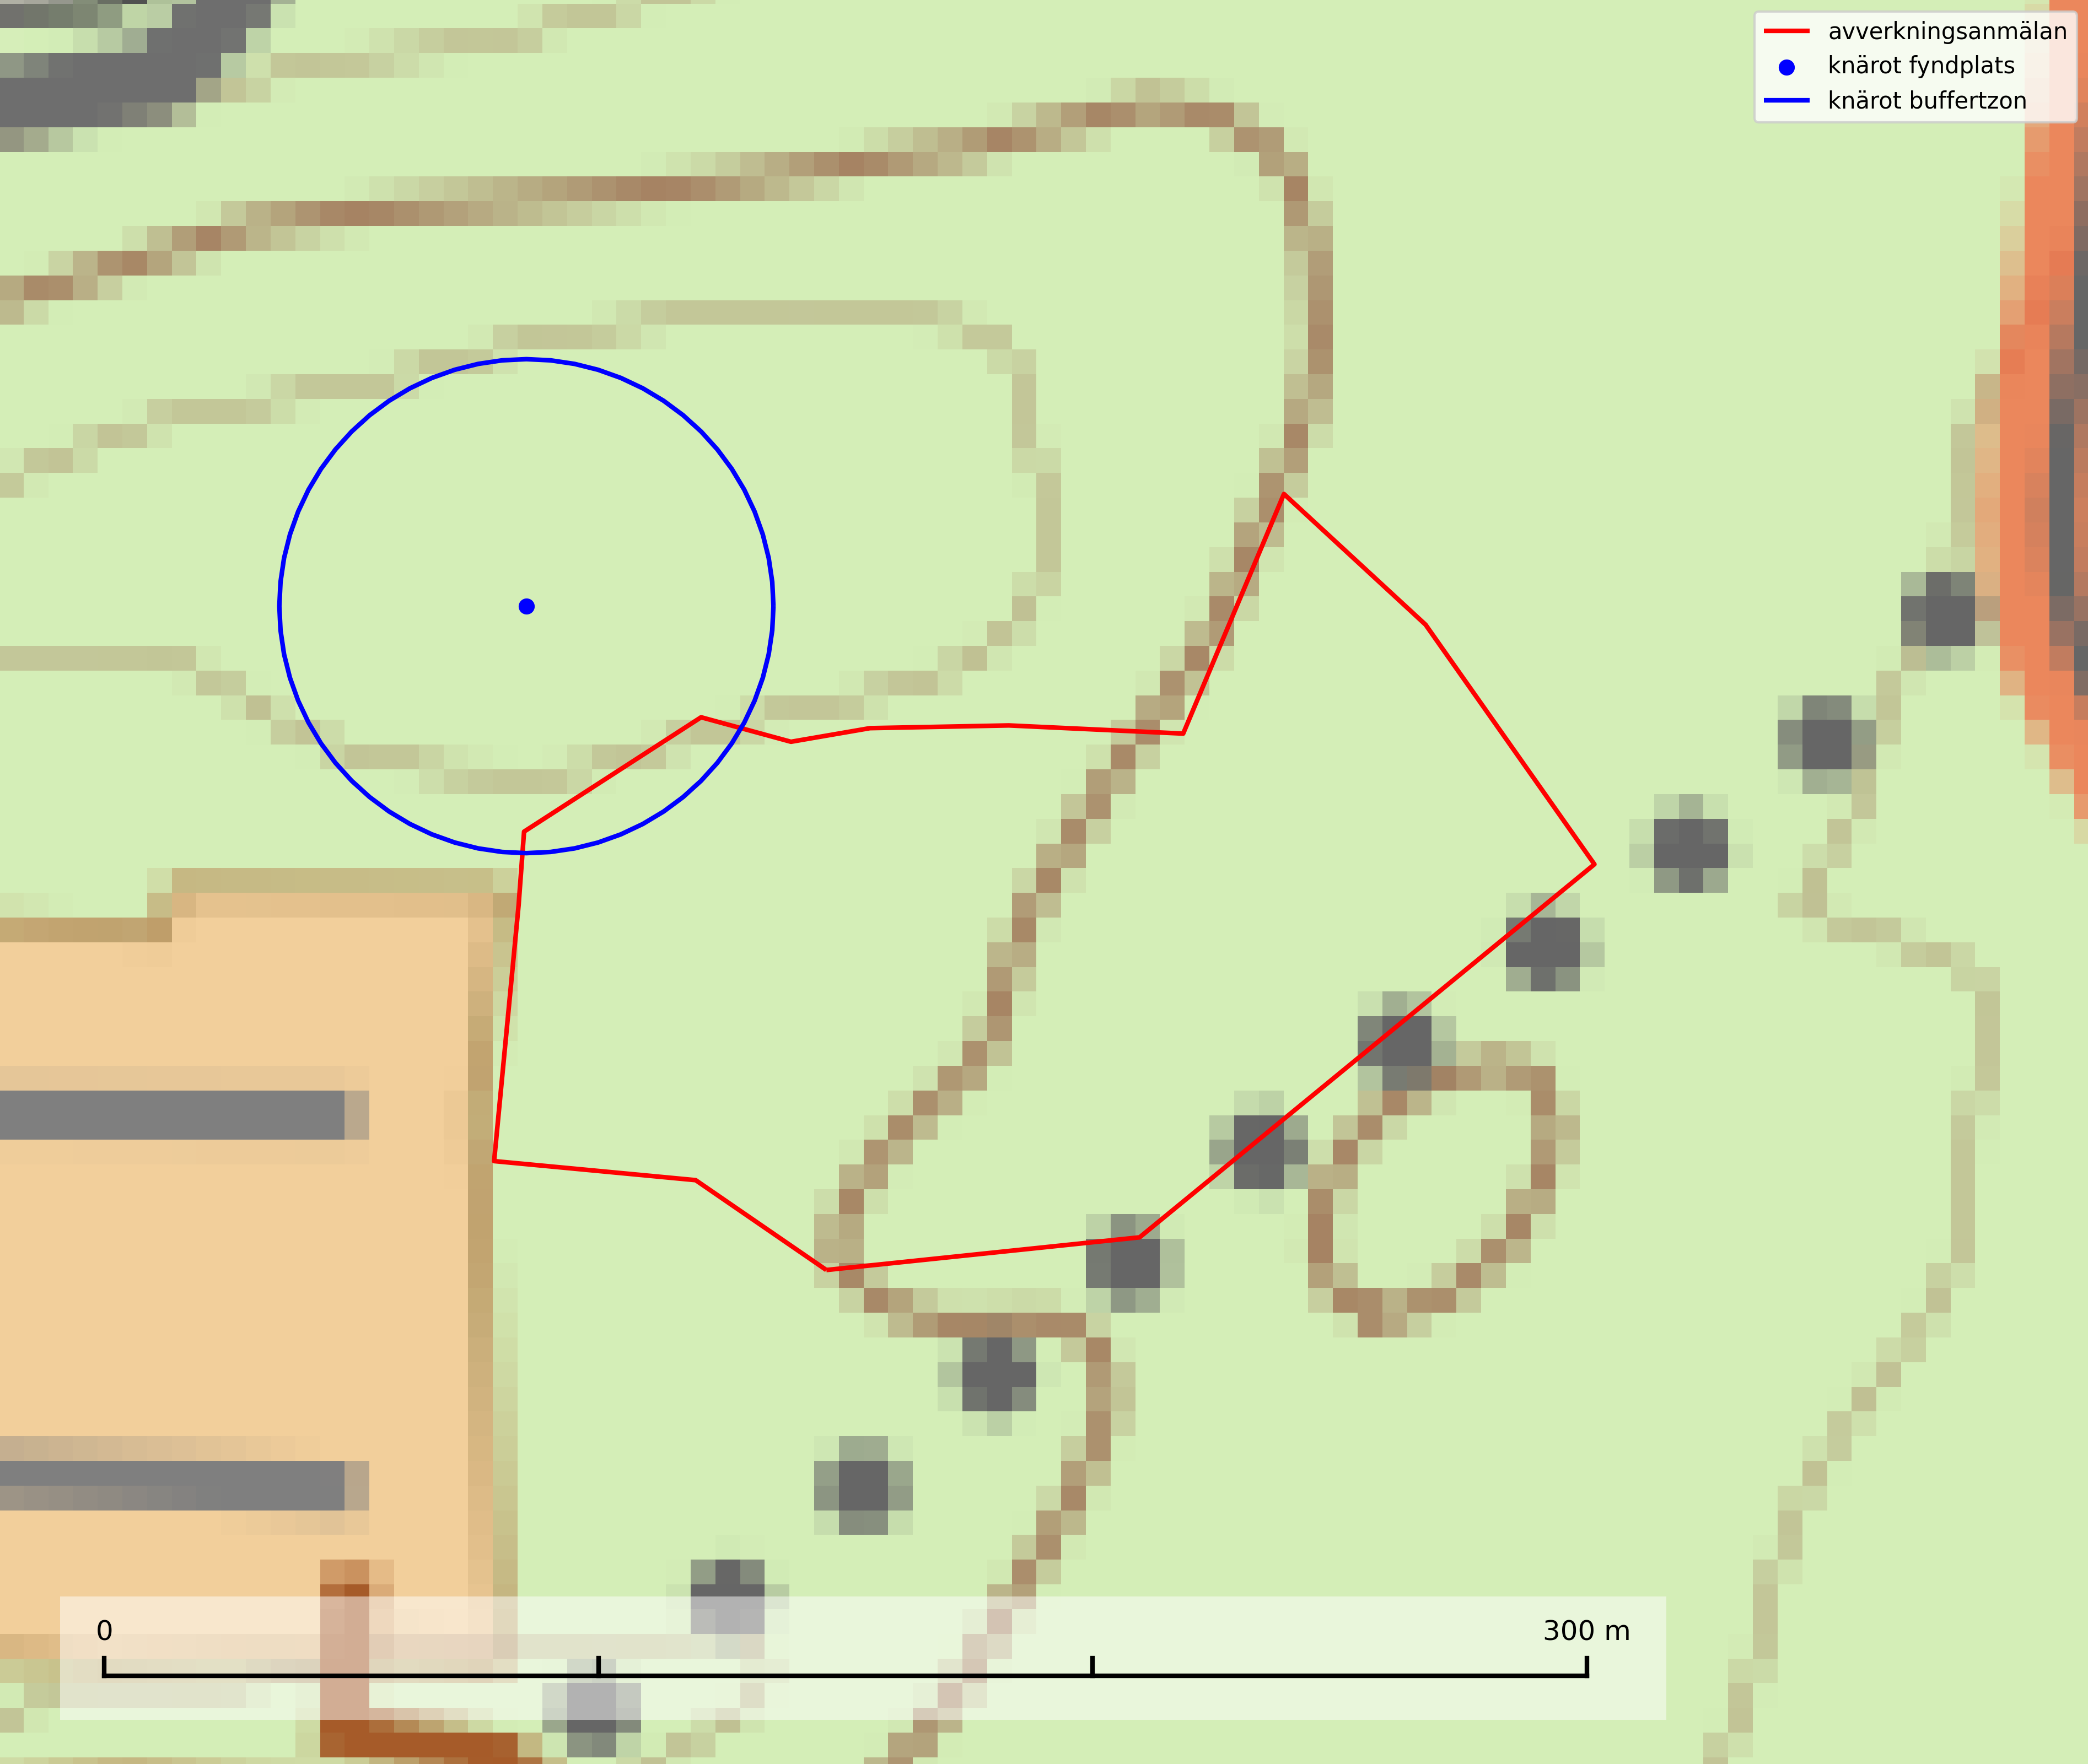 avverkningsanmälan
knärot fyndplats
knärot buffertzon
0 300 m